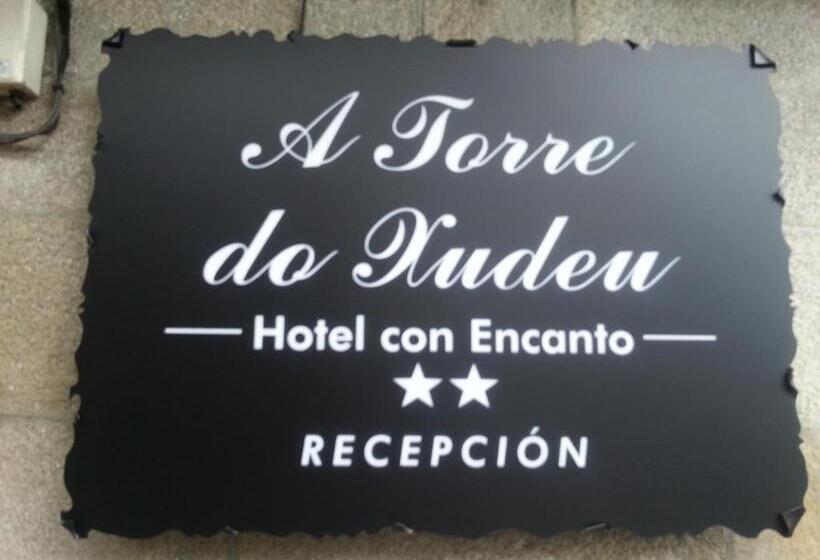 A Torre
do Xudeu
Hotel con Encanto
★★
RECEPCIÓN